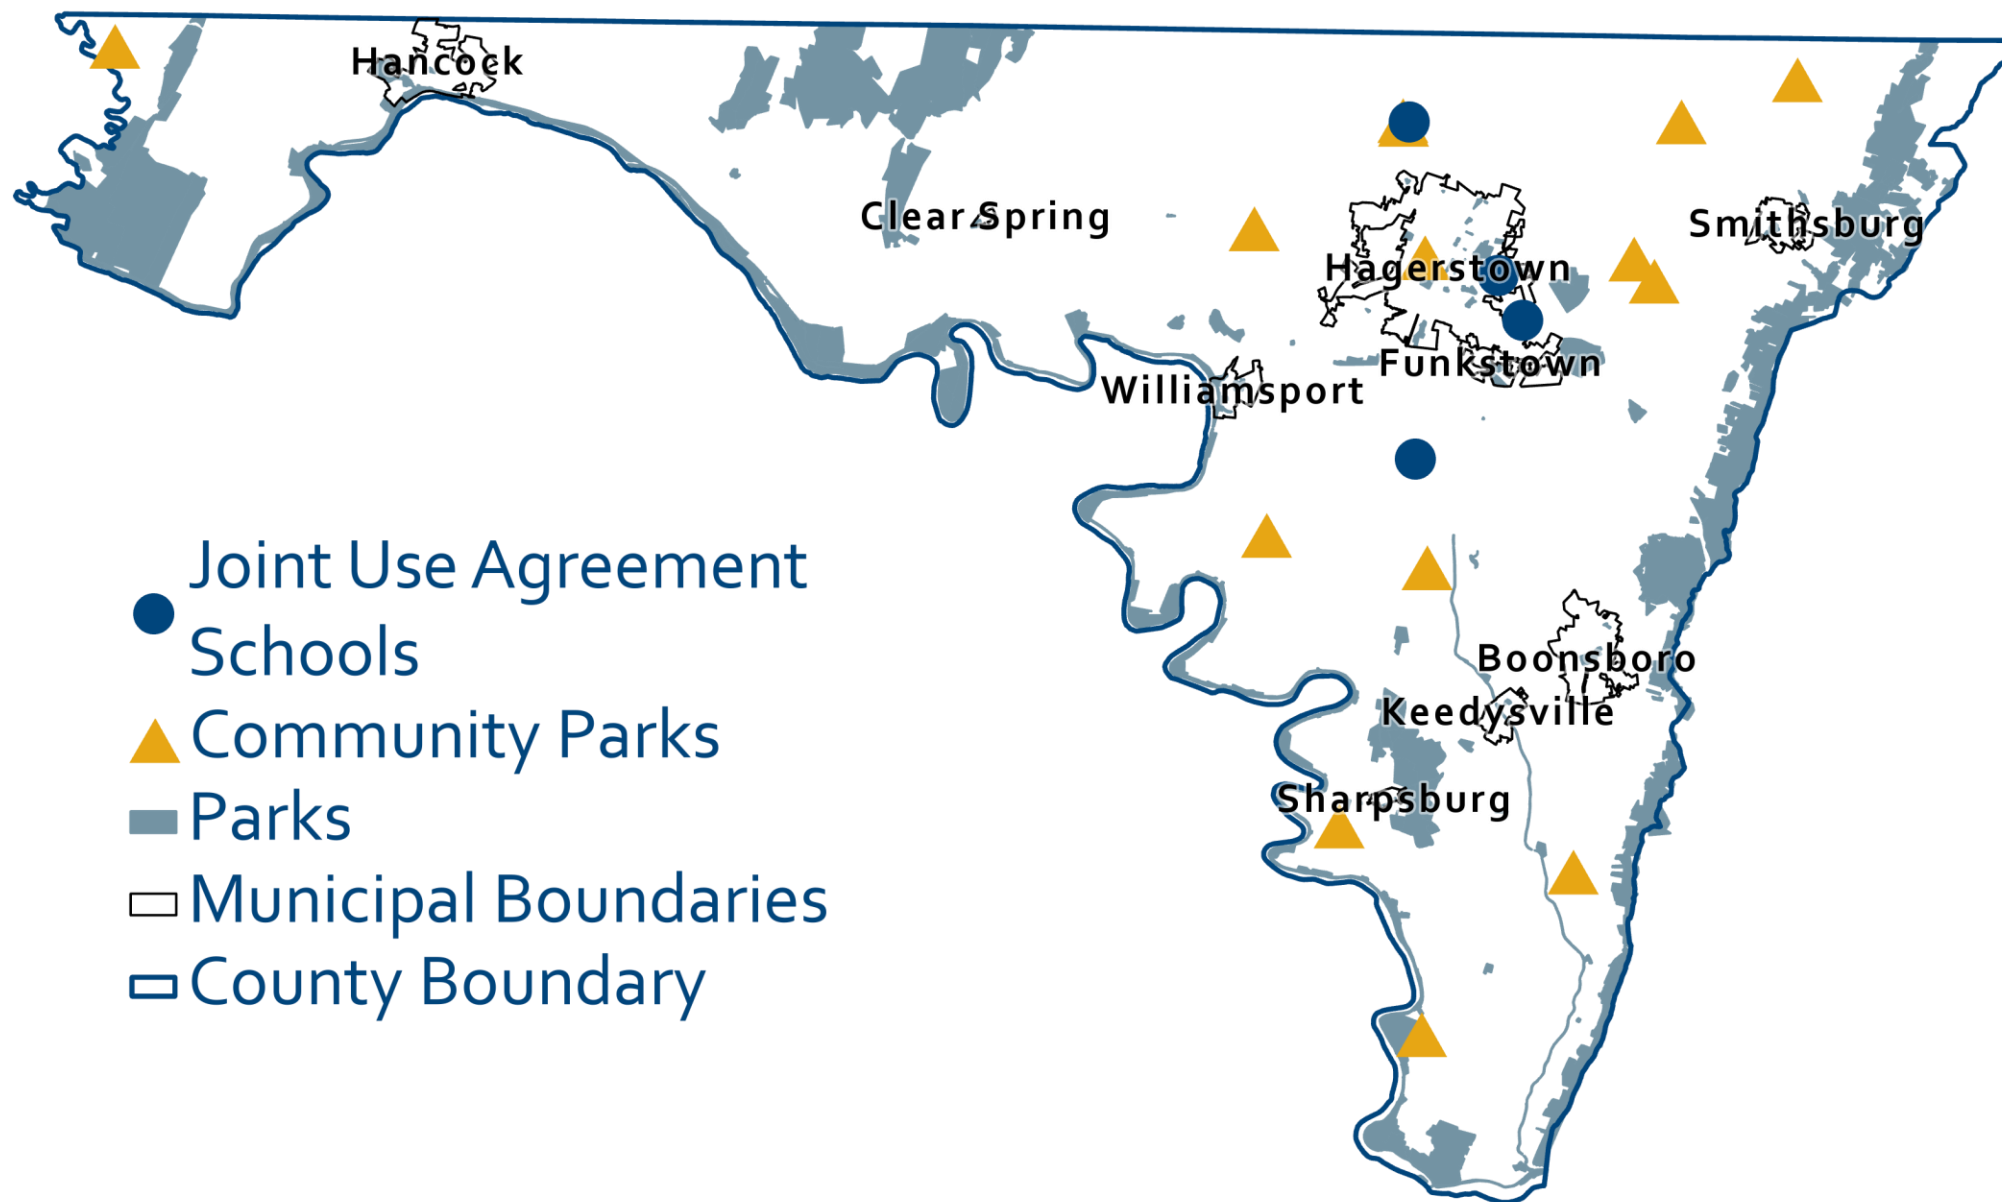 Hancock
Clear Spring
Smithsburg
Hagerstown
Funkstown
Williamsport
Joint Use Agreement
Schools
Community Parks
Parks
Municipal Boundaries
County Boundary
Boonsboro
Keedysville
Sharpsburg